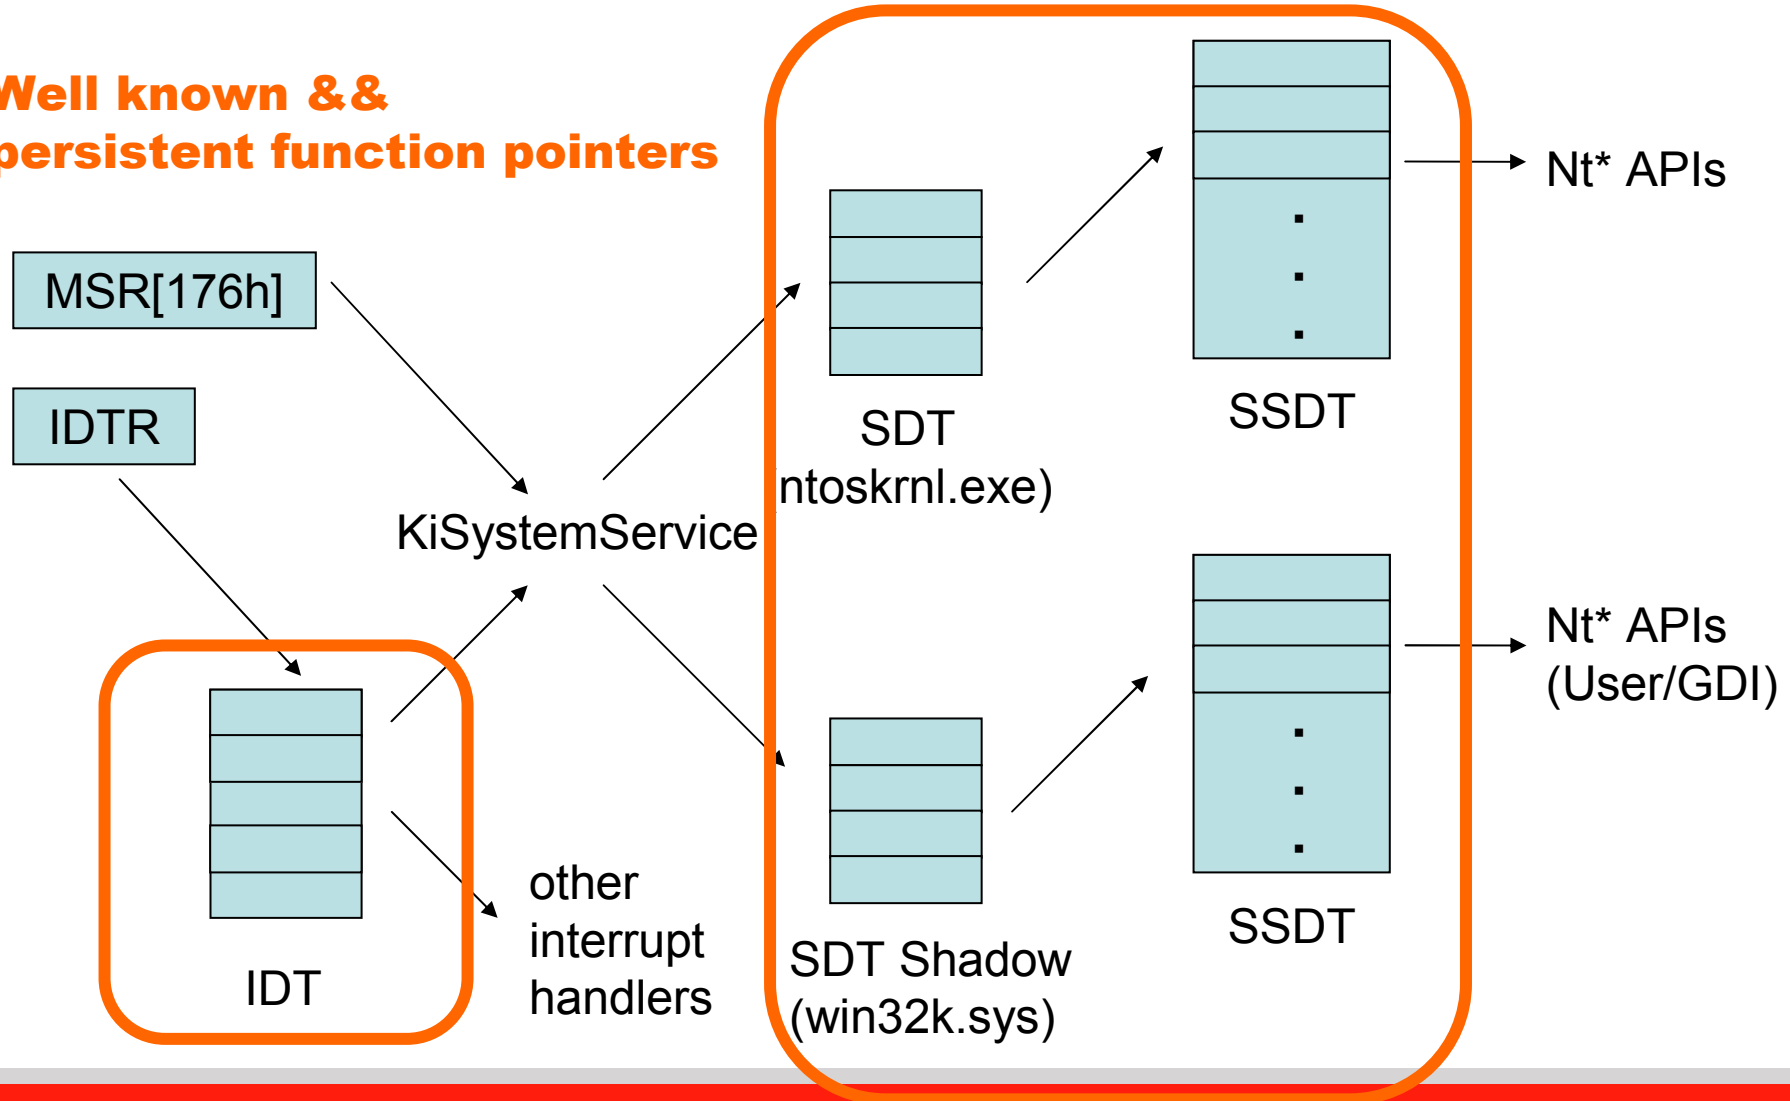 Well known &&
persistent function pointers
MSR[176h]
IDTR
KiSystemService
IDT
other
interrupt
handlers
SDT
(ntoskrnl.exe)
SSDT
Nt* APIs
SDT Shadow
(win32k.sys)
SSDT
Nt* APIs
(User/GDI)